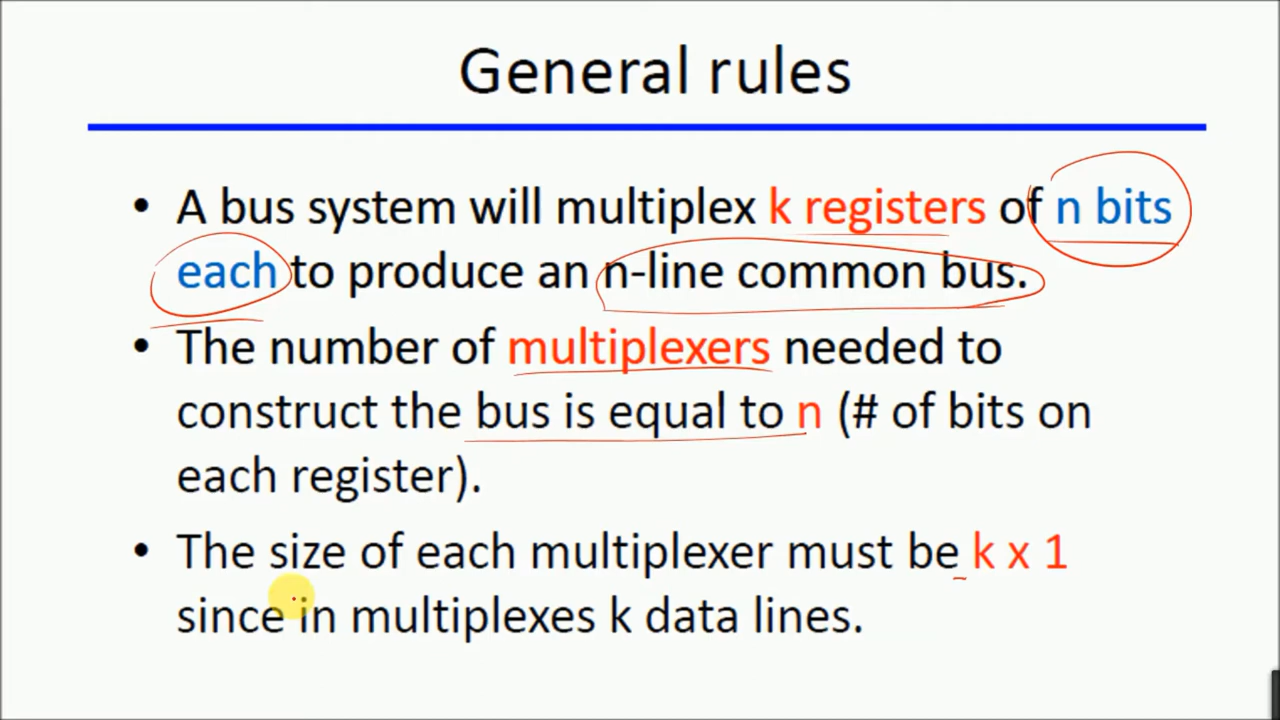 General rules
• A bus system will multiplex k registers of n bits
each to produce an n-line common bus.
• The number of multiplexers needed to
construct the bus is equal to n (# of bits on
each register).
• The size of each multiplexer must be k x 1
since in multiplexes k data lines.